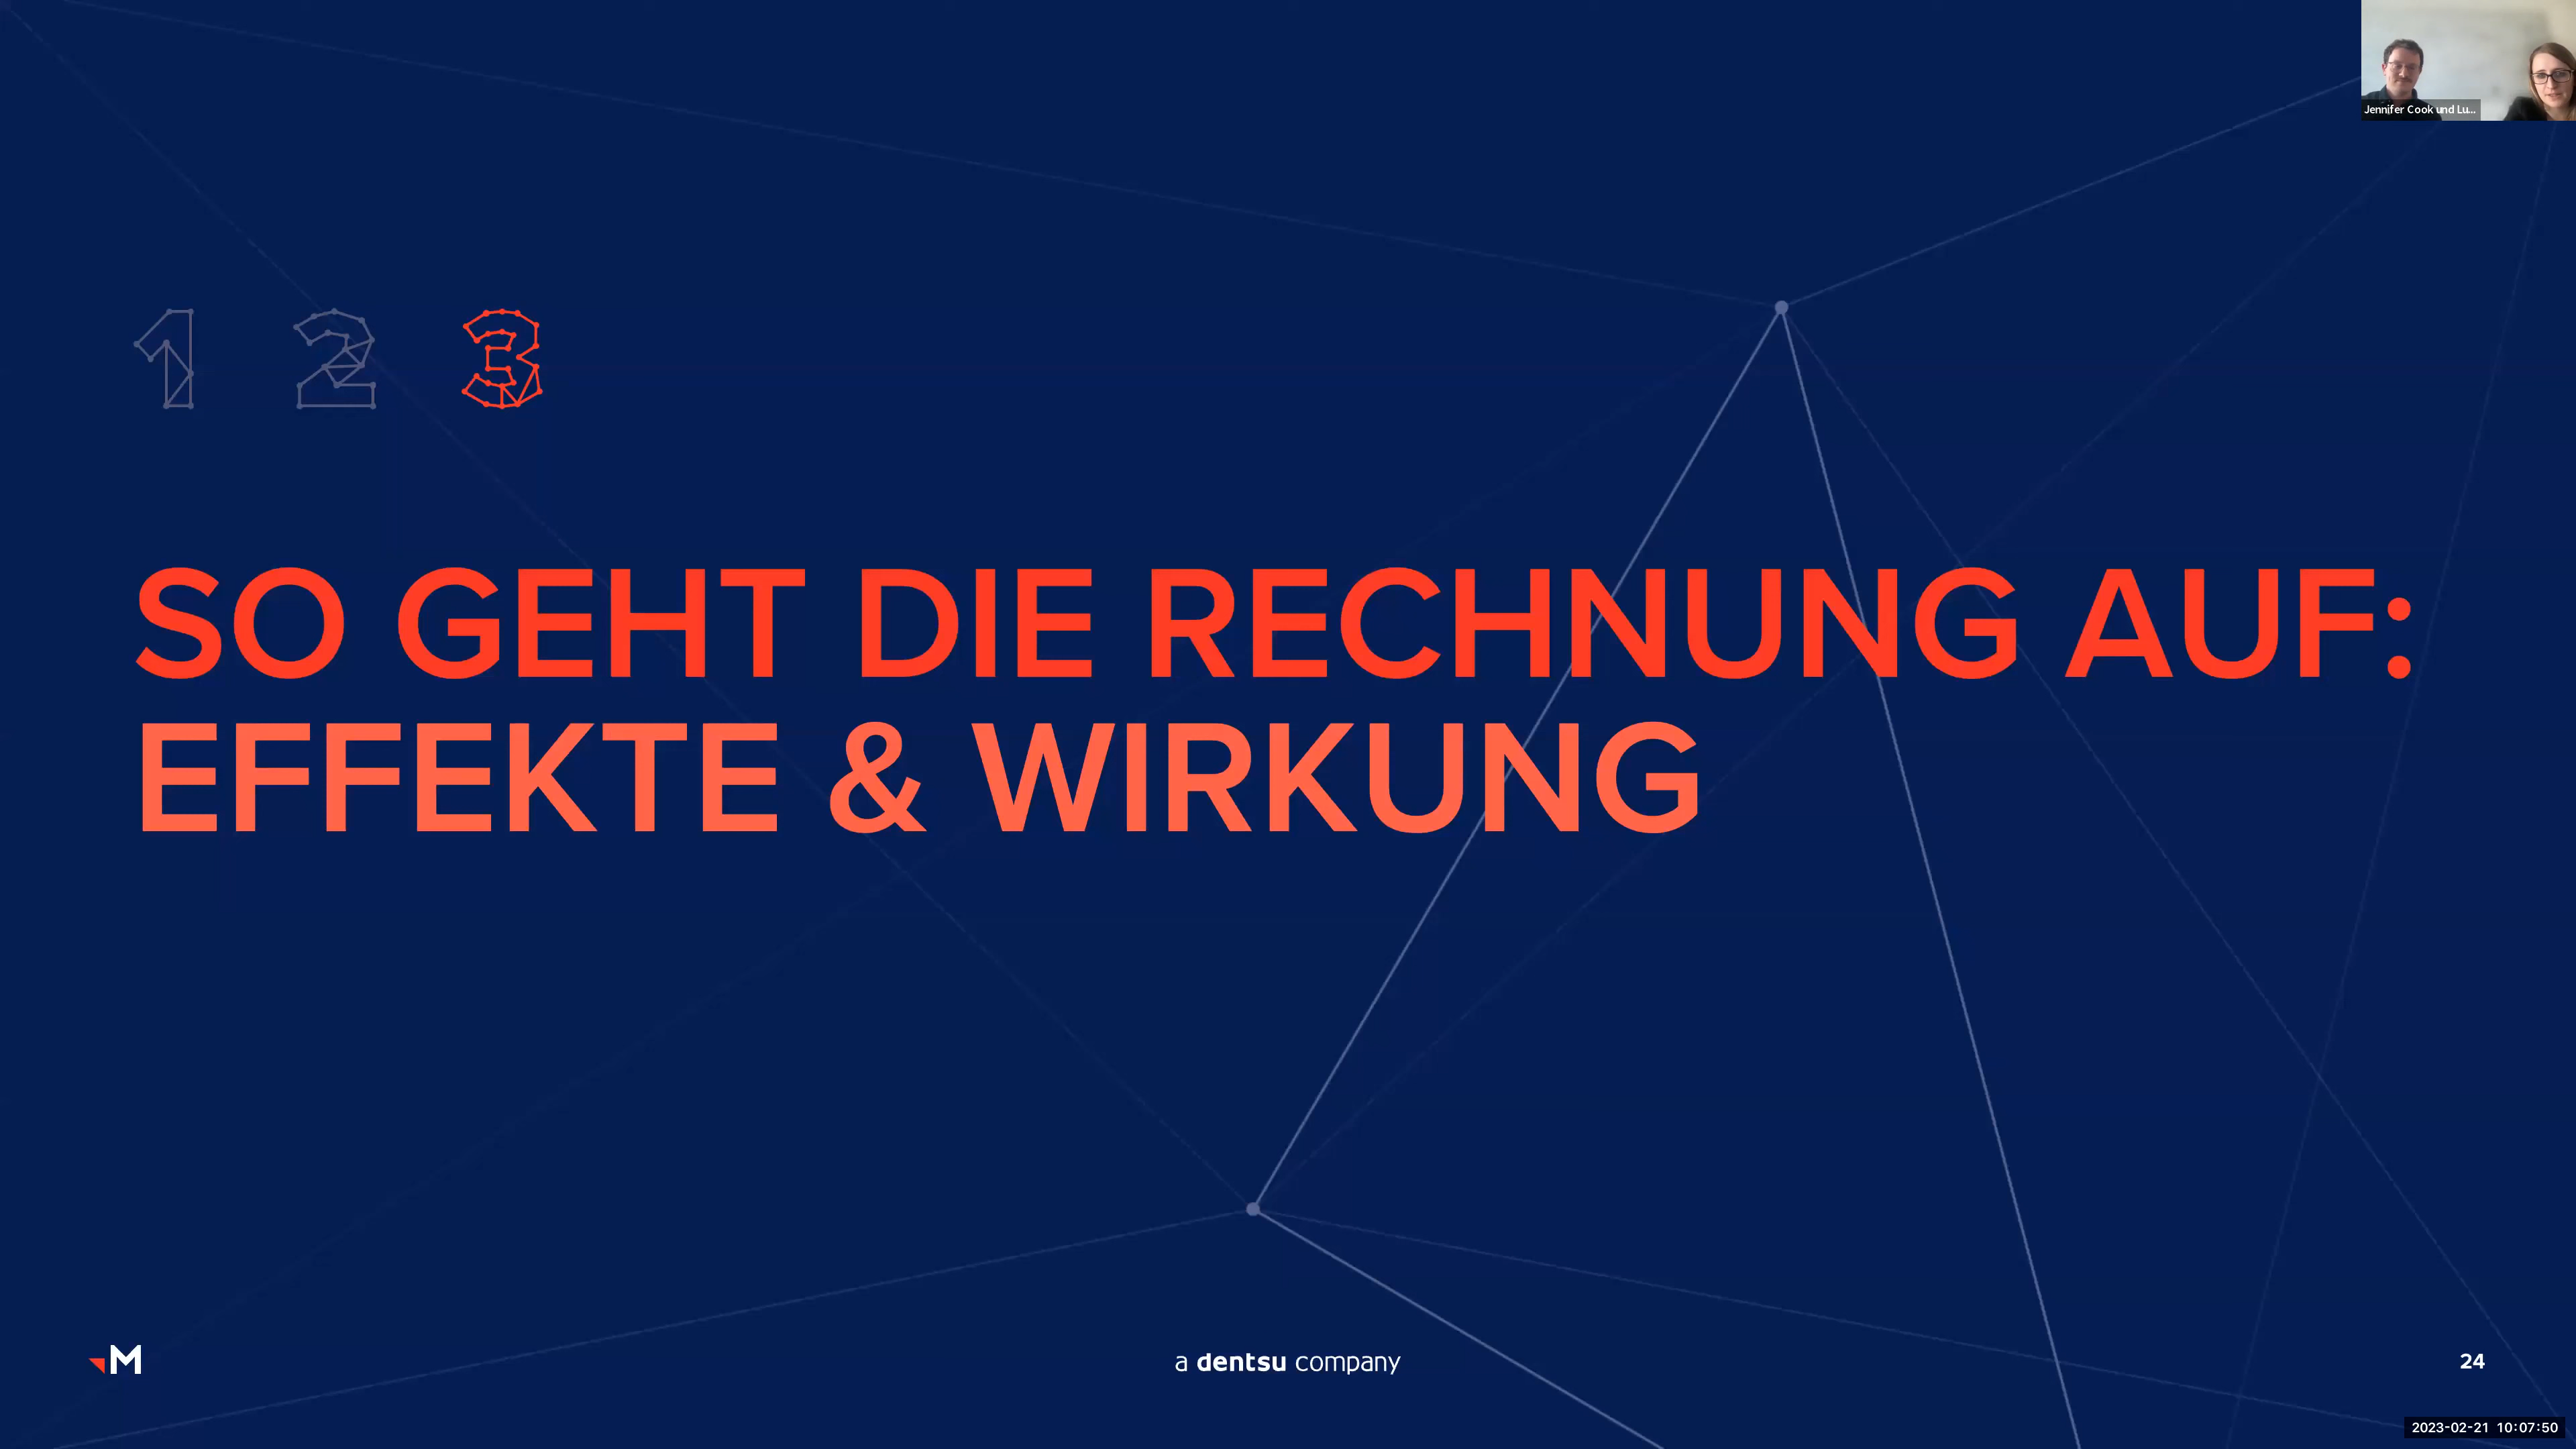 Jennifer Cook und Lu...
1 2 3
SO GEHT DIE RECHNUNG AUF:
EFFEKTE & WIRKUNG
M
a dentsu company
24
2023-02-21 10:07:50